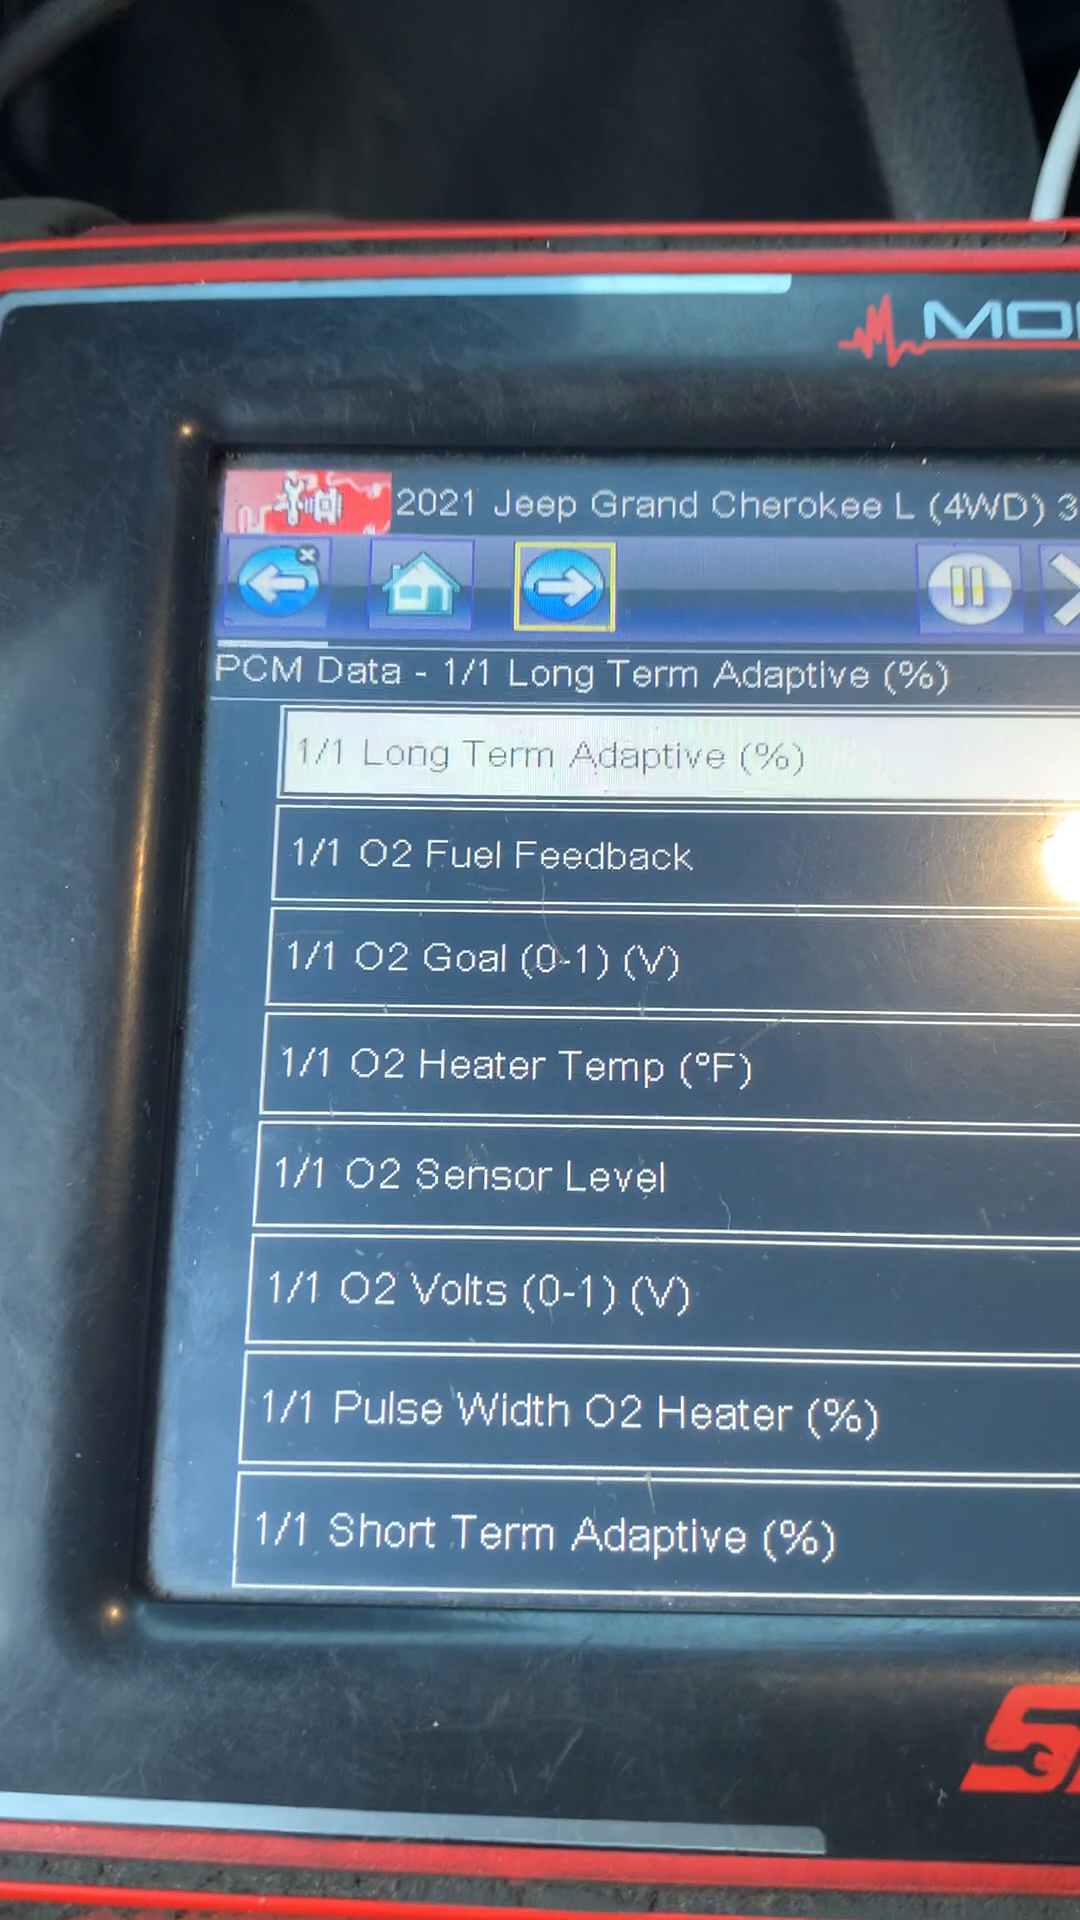 2021 Jeep Grand Cherokee L (4WD) 3
PCM Data - 1/1 Long Term Adaptive (%)
1/1 Long Term Adaptive (%)
1/1 O2 Fuel Feedback
1/1 O2 Goal (0-1) (V)
1/1 O2 Heater Temp (°F)
1/1 O2 Sensor Level
1/1 O2 Volts (0-1) (V)
1/1 Pulse Width O2 Heater (%)
1/1 Short Term Adaptive (%)